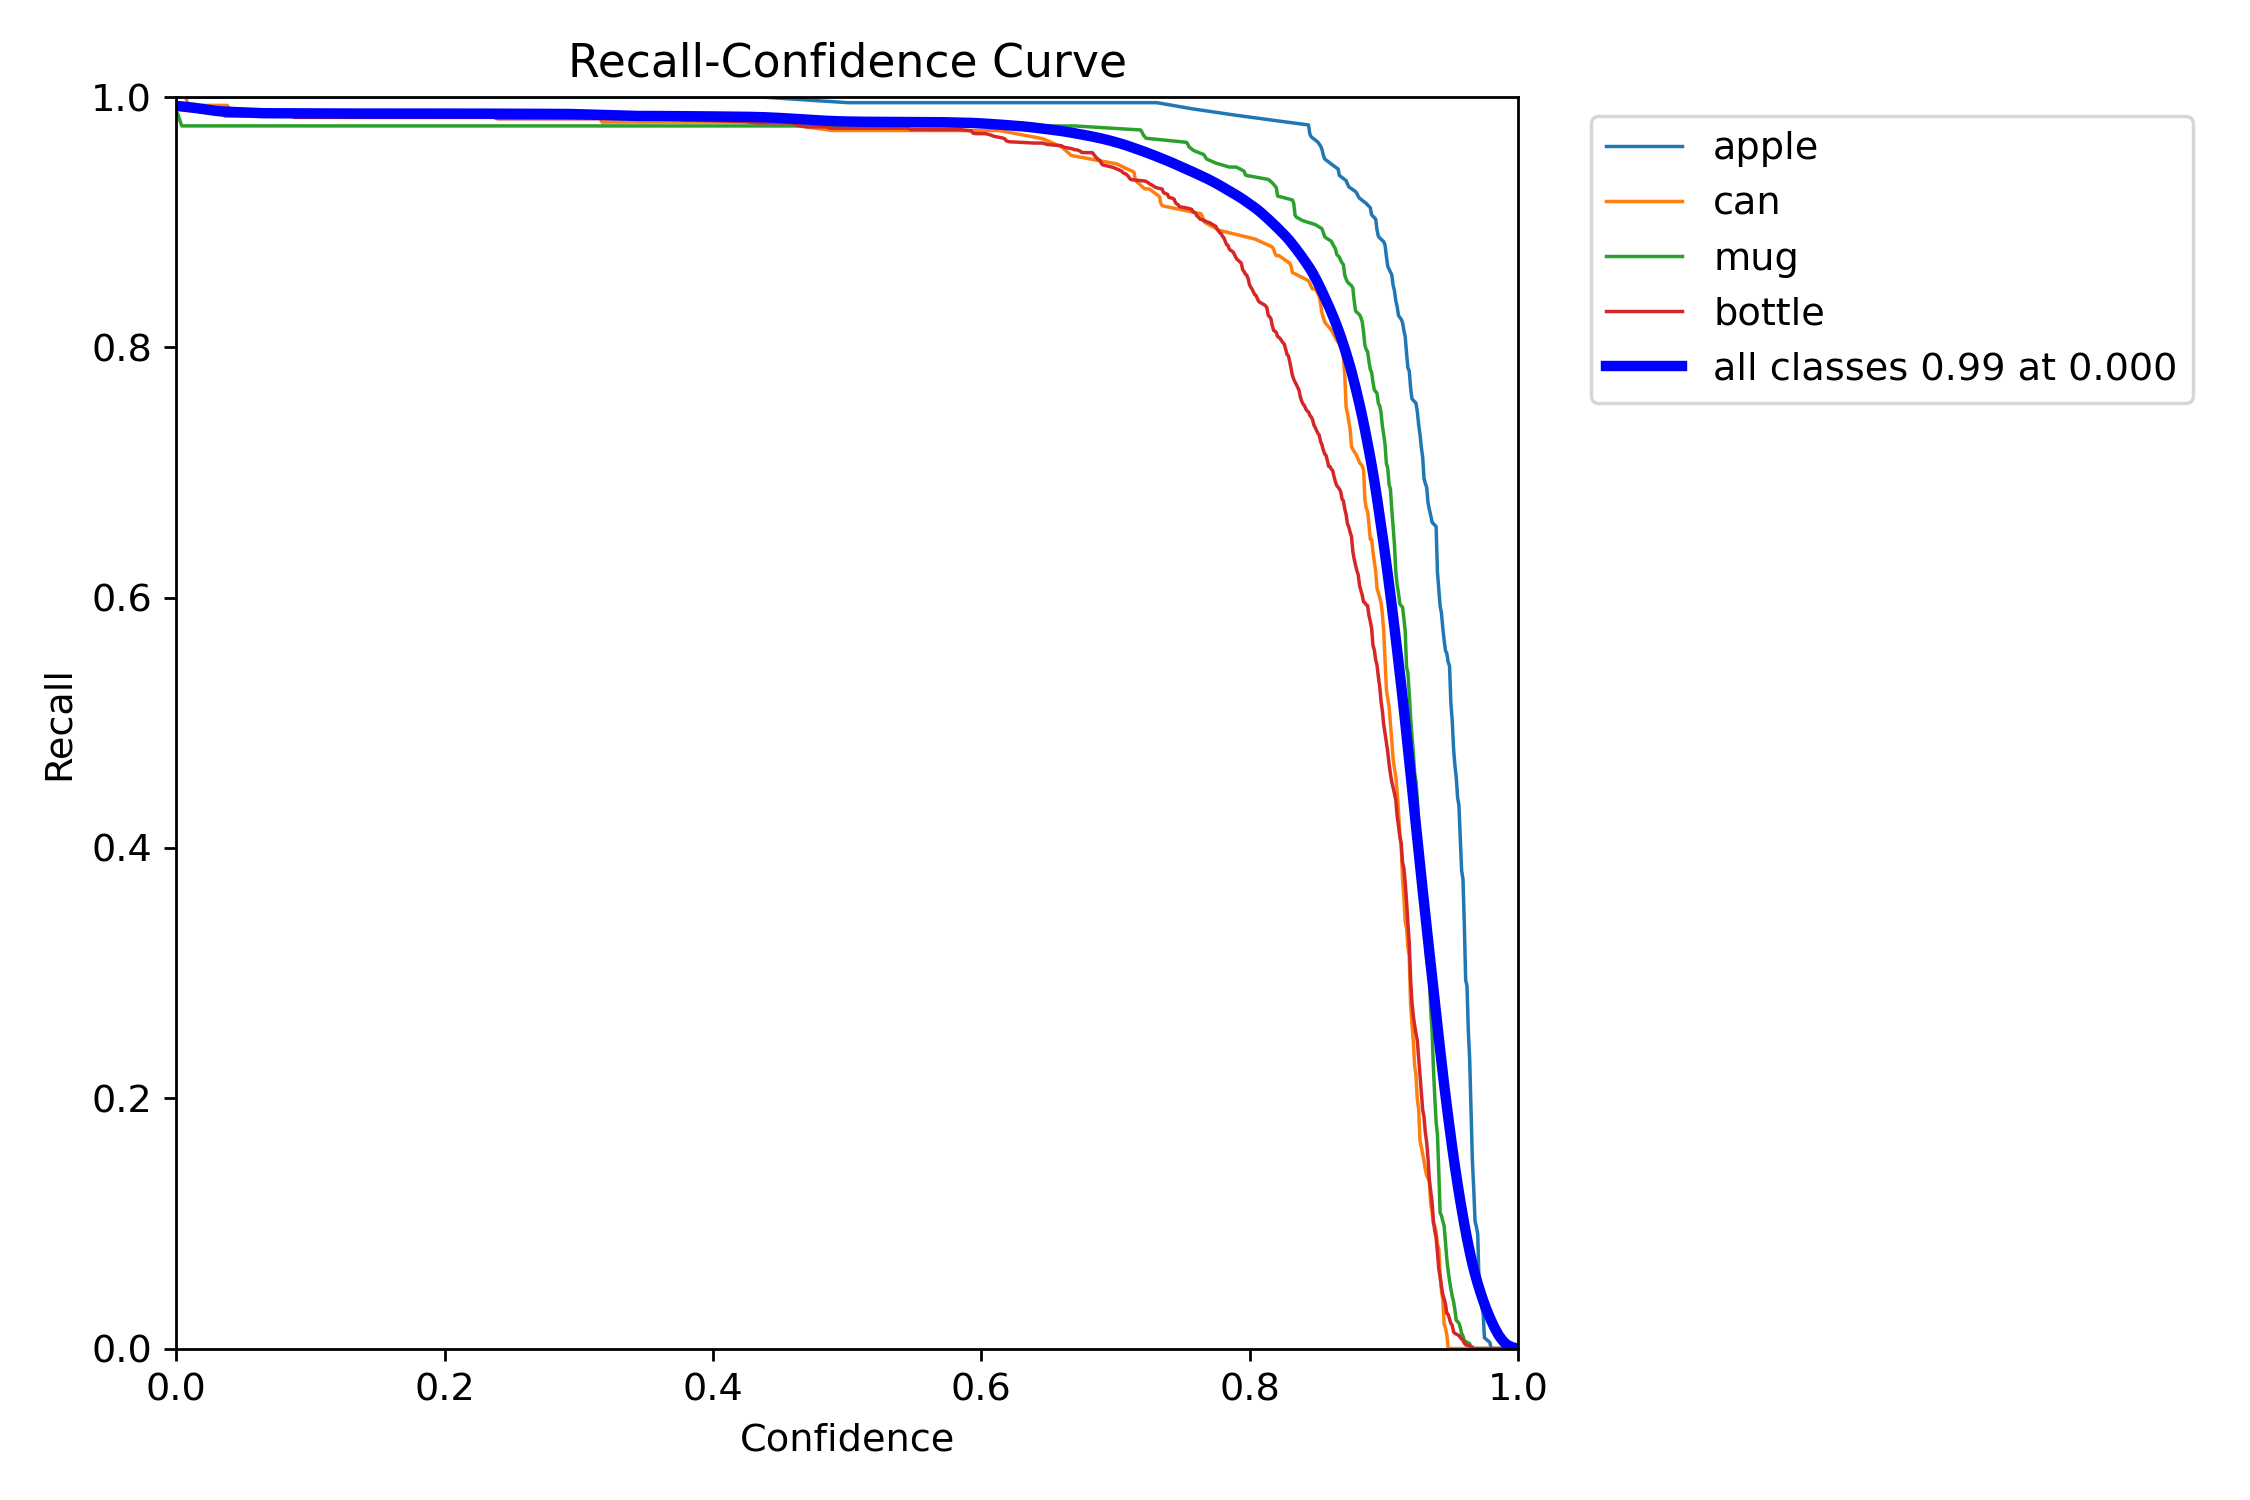 Recall-Confidence Curve
1.0
0.8
0.6
0.4
0.2
0.0
Recall
0.0 0.2 0.4 0.6 0.8 1.0
Confidence
apple
can
mug
bottle
all classes 0.99 at 0.000